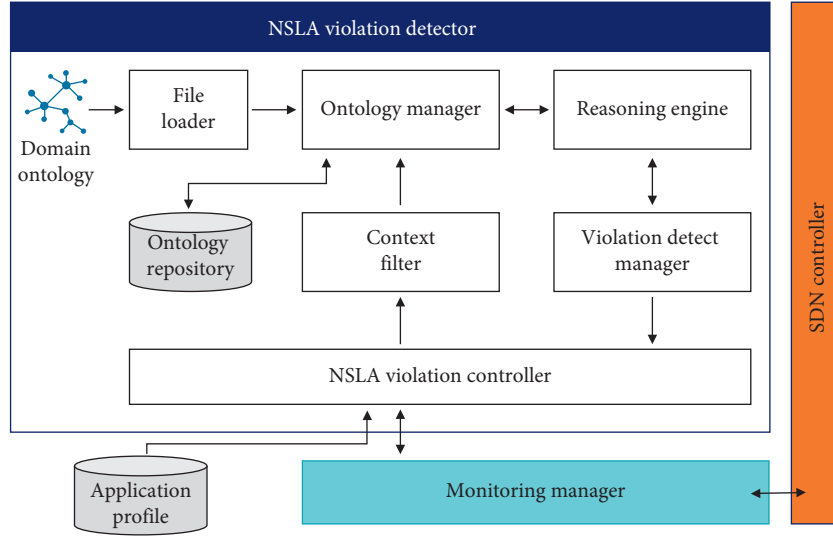 NSLA violation detector
File
loader
Ontology manager
Reasoning engine
Domain
ontology
Ontology
repository
Context
filter
Violation detect
manager
NSLA violation controller
Application
profile
Monitoring manager
SDN controller